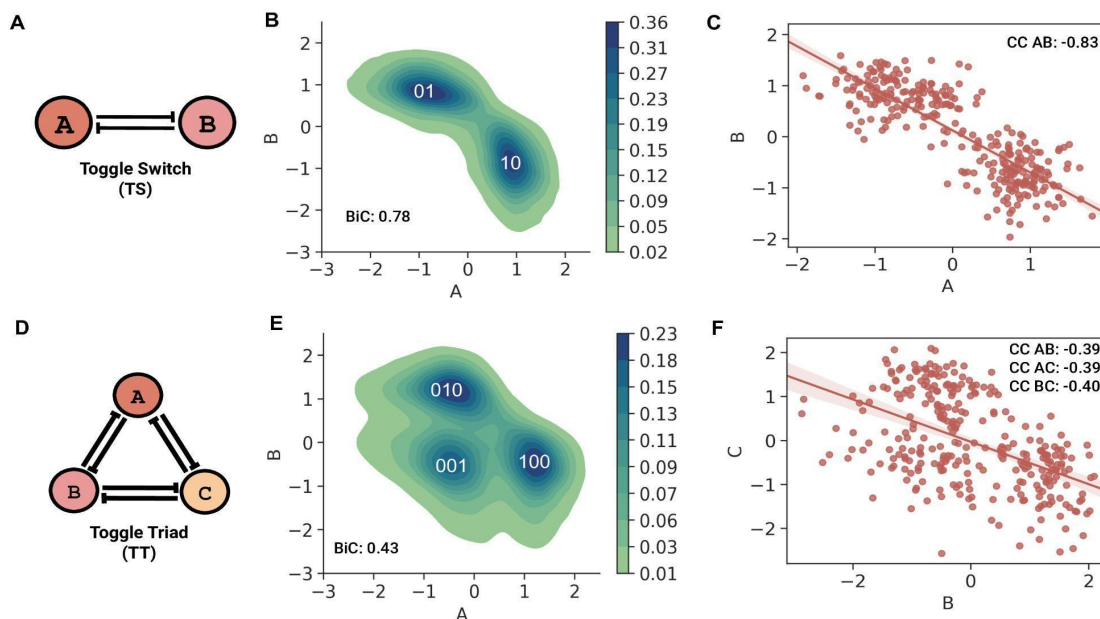 A
A
B
Toggle Switch
(TS)
B
2
1
0
−1
−2
−3
B
01
10
BiC: 0.78
−3
−2
−1
0
1
2
A
0.36
0.31
0.27
0.23
0.19
0.15
0.12
0.09
0.05
0.02
C
2
1
0
−1
−2
B
CC AB: -0.83
−2
−1
0
1
A
D
A
B
C
Toggle Triad
(TT)
E
2
1
0
−1
−2
−3
B
010
001
100
BiC: 0.43
−3
−2
−1
0
1
2
A
0.23
0.18
0.15
0.13
0.11
0.09
0.07
0.06
0.03
0.01
F
2
1
0
−1
−2
C
CC AB: -0.39
CC AC: -0.39
CC BC: -0.40
−2
0
2
B